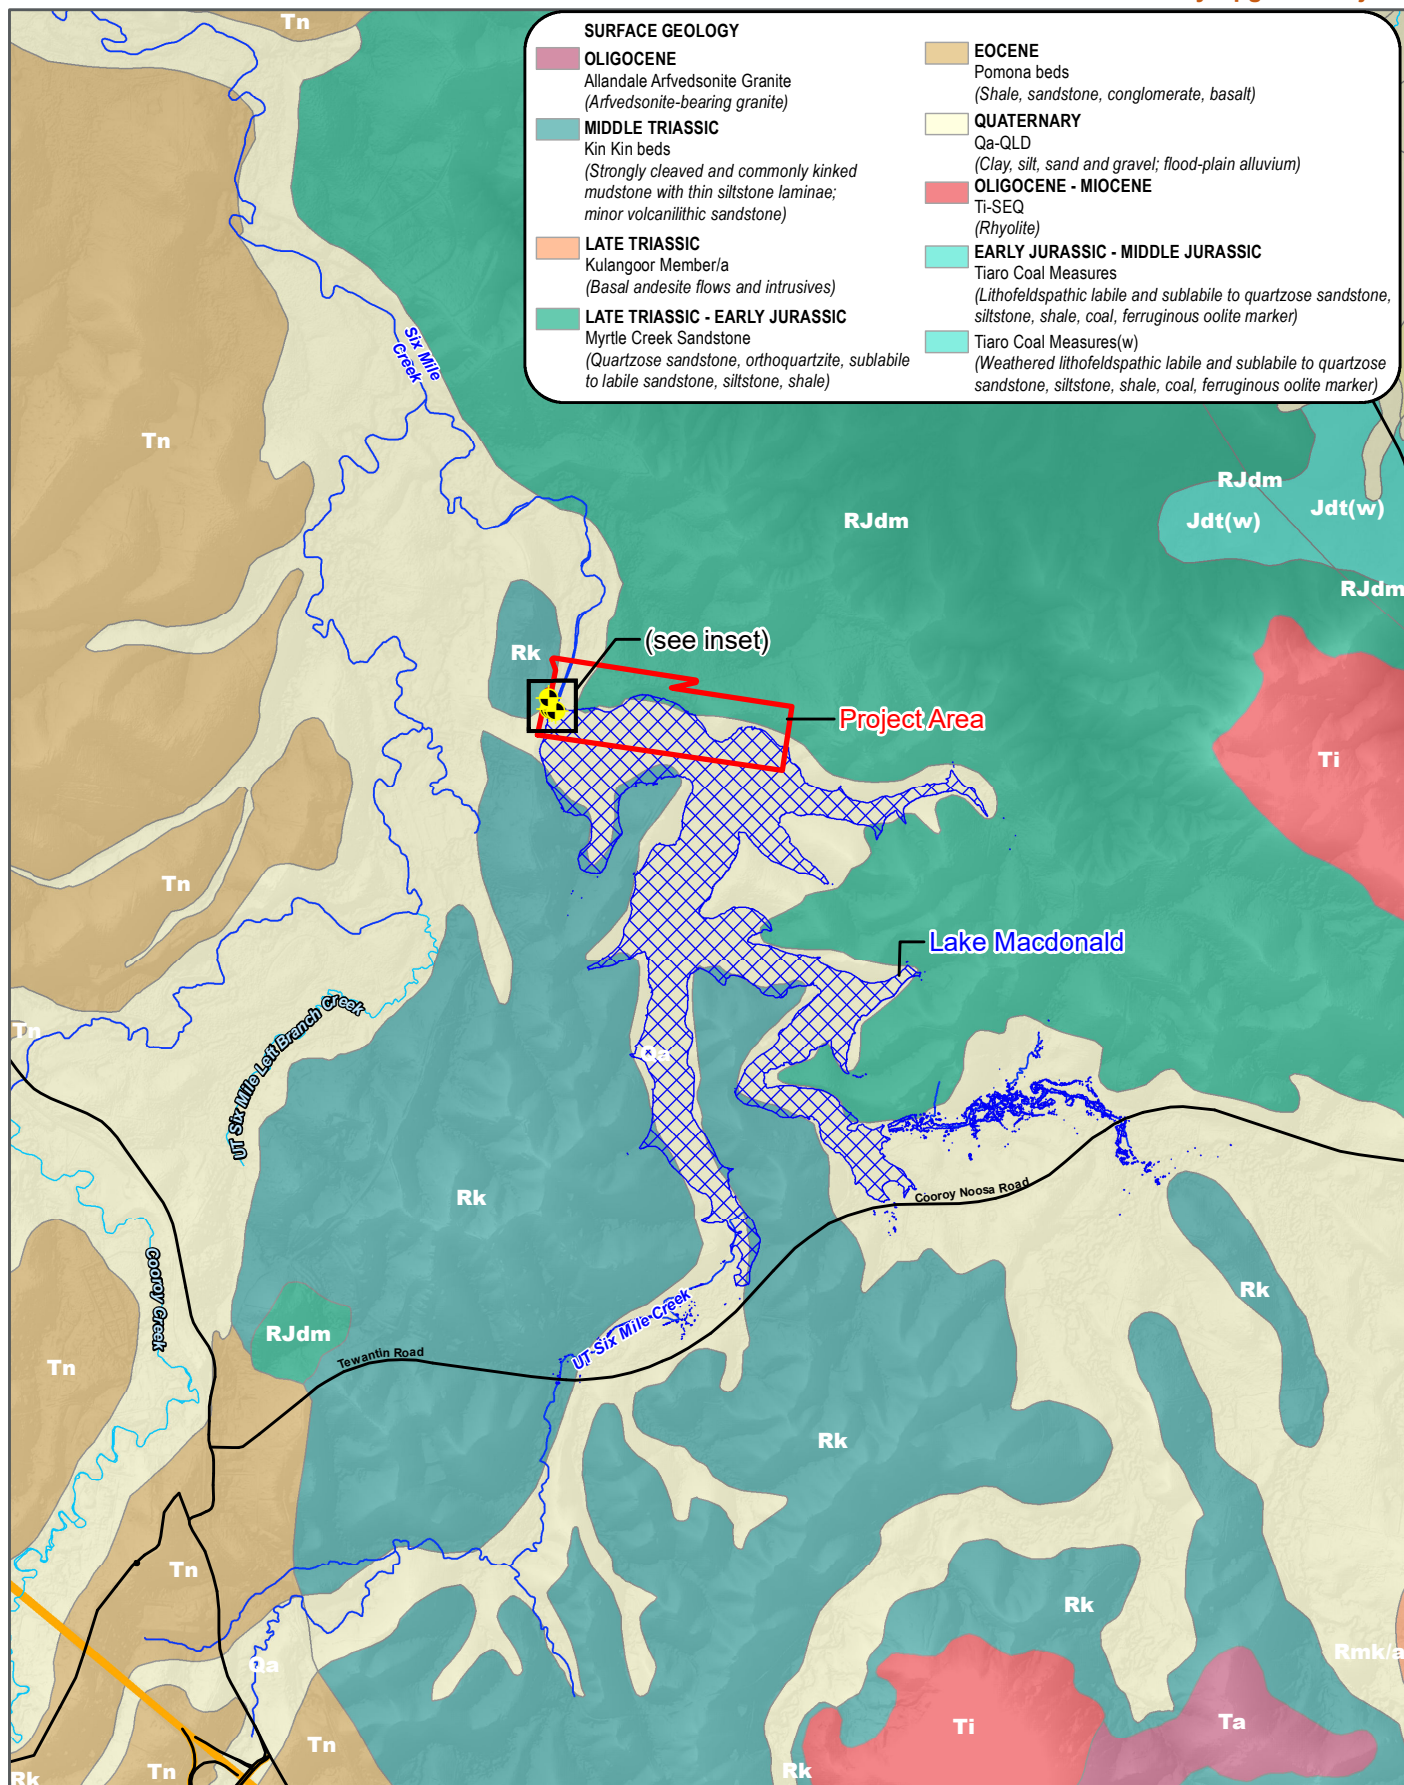 SURFACE GEOLOGY
OLIGOCENE
Allandale Arfvedsonite Granite
(Arfvedsonite-bearing granite)
MIDDLE TRIASSIC
Kin Kin beds
(Strongly cleaved and commonly kinked
mudstone with thin siltstone laminae;
minor volcanilithic sandstone)
LATE TRIASSIC
Kulangoor Member/a
(Basal andesite flows and intrusives)
LATE TRIASSIC - EARLY JURASSIC
Myrtle Creek Sandstone
(Quartzose sandstone, orthoquartzite, sublabile
to labile sandstone, siltstone, shale)
EOCENE
Pomona beds
(Shale, sandstone, conglomerate, basalt)
QUATERNARY
Qa-QLD
(Clay, silt, sand and gravel; flood-plain alluvium)
OLIGOCENE - MIOCENE
Ti-SEQ
(Rhyolite)
EARLY JURASSIC - MIDDLE JURASSIC
Tiaro Coal Measures
(Lithofeldspathic labile and sublabile to quartzose sandstone,
siltstone, shale, coal, ferruginous oolite marker)
Tiaro Coal Measures(w)
(Weathered lithofeldspathic labile and sublabile to quartzose
sandstone, siltstone, shale, coal, ferruginous oolite marker)
Tn
Six Mile
Creek
Tn
RJdm
Jdt(w)
RJdm
Jdt(w)
RJdm
Rk
(see inset)
Project Area
Ti
Tn
Lake Macdonald
Tn
UT Six Mile Left Branch Creek
Qa
Rk
Cooroy Noosa Road
Cooroy Creek
Rk
UT Six Mile Creek
RJdm
Tewantin Road
Tn
Rk
Tn
Rk
Qa
Rmk/a
Ti
Ta
Tn
Tn
Rk
Rk